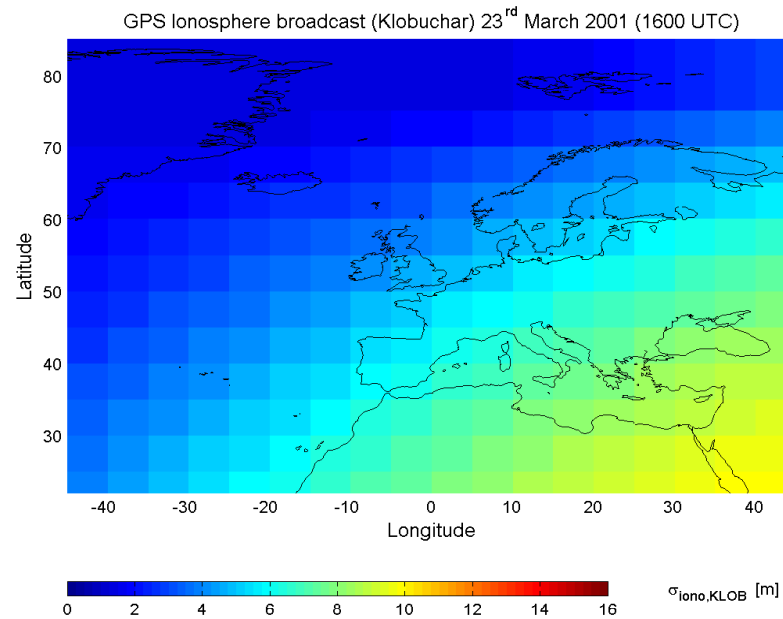 GPS Ionosphere broadcast (Klobuchar) 23rd March 2001 (1600 UTC)
80
70
60
50
40
30
Latitude
-40 -30 -20 -10 0 10 20 30 40
Longitude
0 2 4 6 8 10 12 14 16
σiono,KLOB [m]